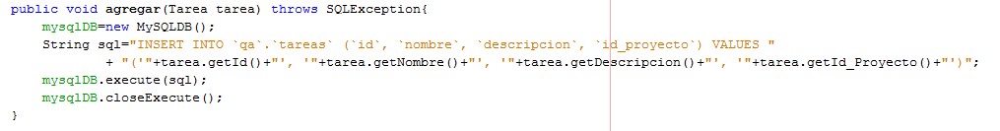 public void agregar(Tarea tarea) throws SQLException{
mysqlDB=new MySQLDB();
String sql="INSERT INTO `qa`.`tareas` (`id`, `nombre`, `descripcion`, `id_proyecto`) VALUES "
+ "('"+tarea.getId()+"', '"+tarea.getNombre()+"', '"+tarea.getDescripcion()+"', '"+tarea.getId_Proyecto()+"')";
mysqlDB.execute(sql);
mysqlDB.closeExecute();
}